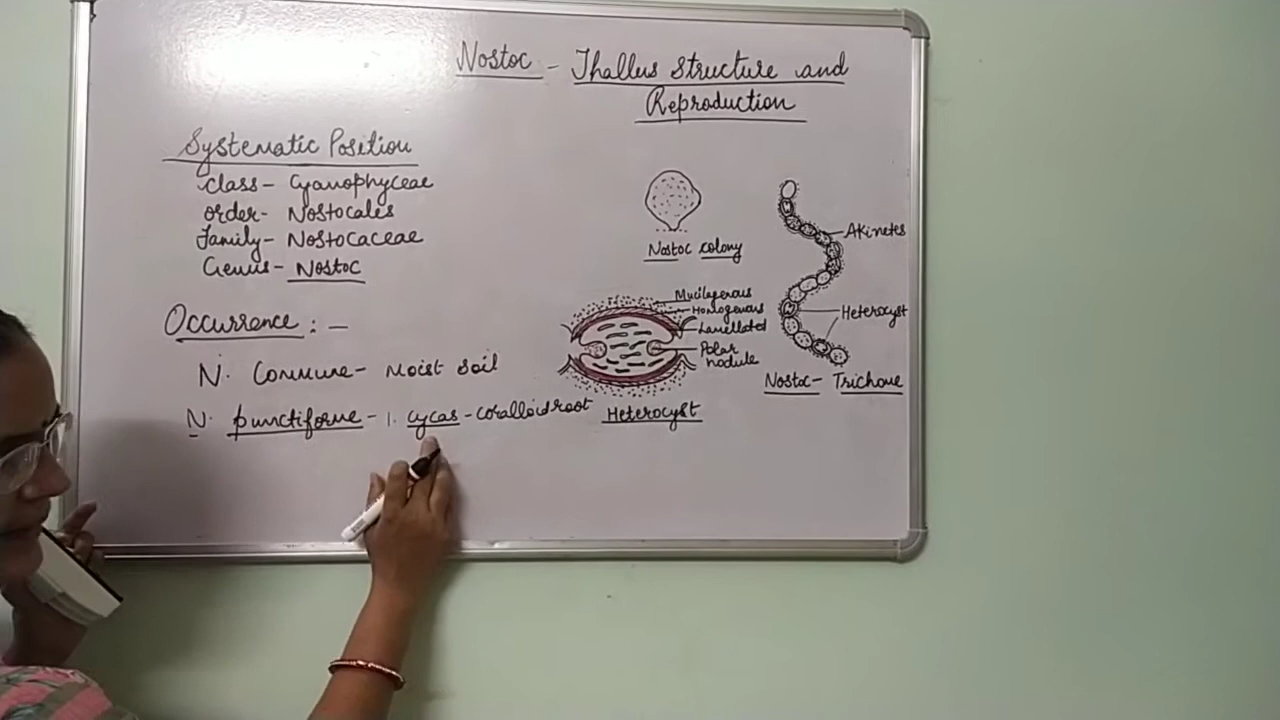 Nostoc - Thallus structure and
Reproduction
Systematic Position
class- Cyanophyceae
order- Nostocales
family- Nostocaceae
Genus- Nostoc
Occurrence : -
N. Commune- Moist soil
N. punctiforme - 1. cycas - coralloid root
Nostoc colony
Mucilagenous
Homogenous
Lamellated
Polar
nodule
Heterocyst
Akinetes
Heterocyst
Nostoc- Trichome